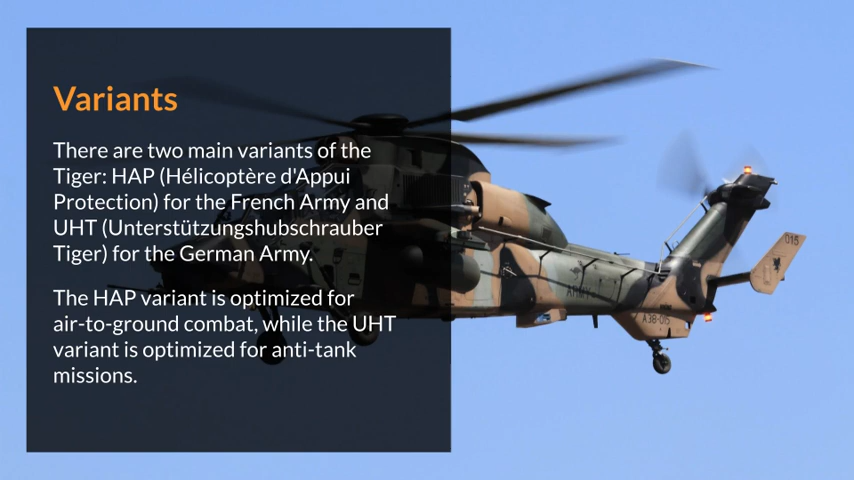 Variants
There are two main variants of the
Tiger: HAP (Hélicoptère d'Appui
Protection) for the French Army and
UHT (Unterstützungshubschrauber
Tiger) for the German Army.
The HAP variant is optimized for
air-to-ground combat, while the UHT
variant is optimized for anti-tank
missions.
015
ARMY
A38-015